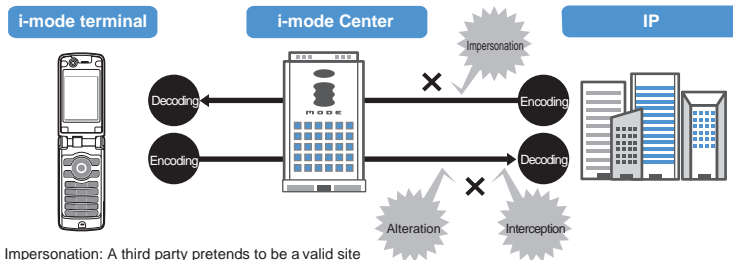 i-mode terminal
i-mode Center
IP
Impersonation
Decoding
Encoding
MODE
Encoding
Decoding
Alteration
Interception
Impersonation: A third party pretends to be a valid site